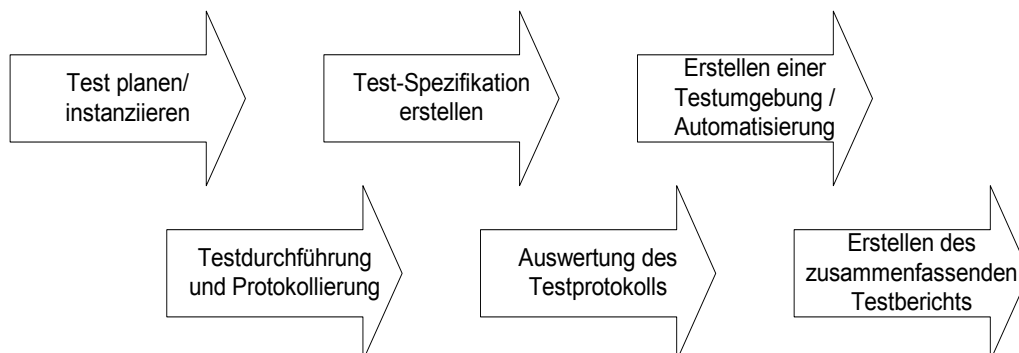 Test planen/
instanziieren
Test-Spezifikation
erstellen
Erstellen einer
Testumgebung /
Automatisierung
Testdurchführung
und Protokollierung
Auswertung des
Testprotokolls
Erstellen des
zusammenfassenden
Testberichts